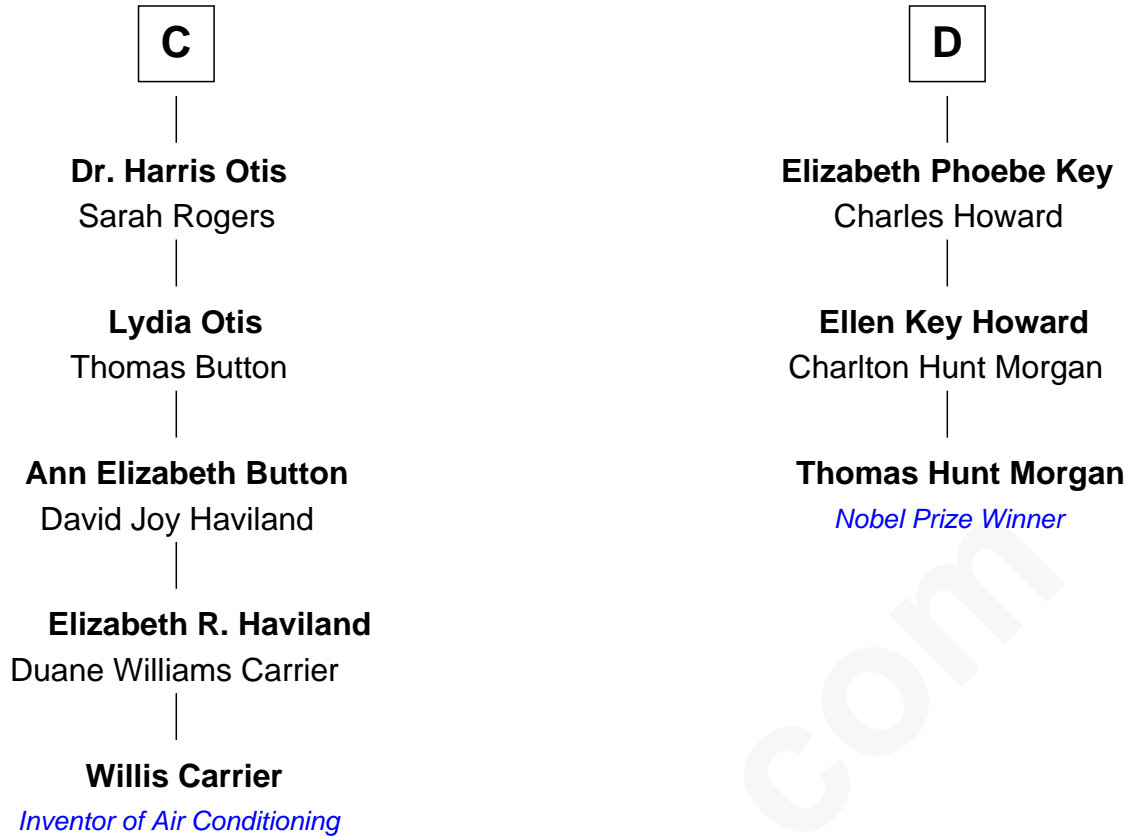 C
Dr. Harris Otis
Sarah Rogers
Lydia Otis
Thomas Button
Ann Elizabeth Button
David Joy Haviland
Elizabeth R. Haviland
Duane Williams Carrier
Willis Carrier
Inventor of Air Conditioning
D
Elizabeth Phoebe Key
Charles Howard
Ellen Key Howard
Charlton Hunt Morgan
Thomas Hunt Morgan
Nobel Prize Winner
com